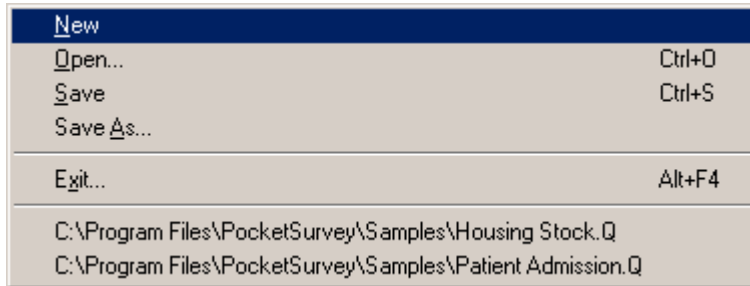 New
Open... Ctrl+O
Save Ctrl+S
Save As...
Exit... Alt+F4
C:\Program Files\PocketSurvey\Samples\Housing Stock.Q
C:\Program Files\PocketSurvey\Samples\Patient Admission.Q